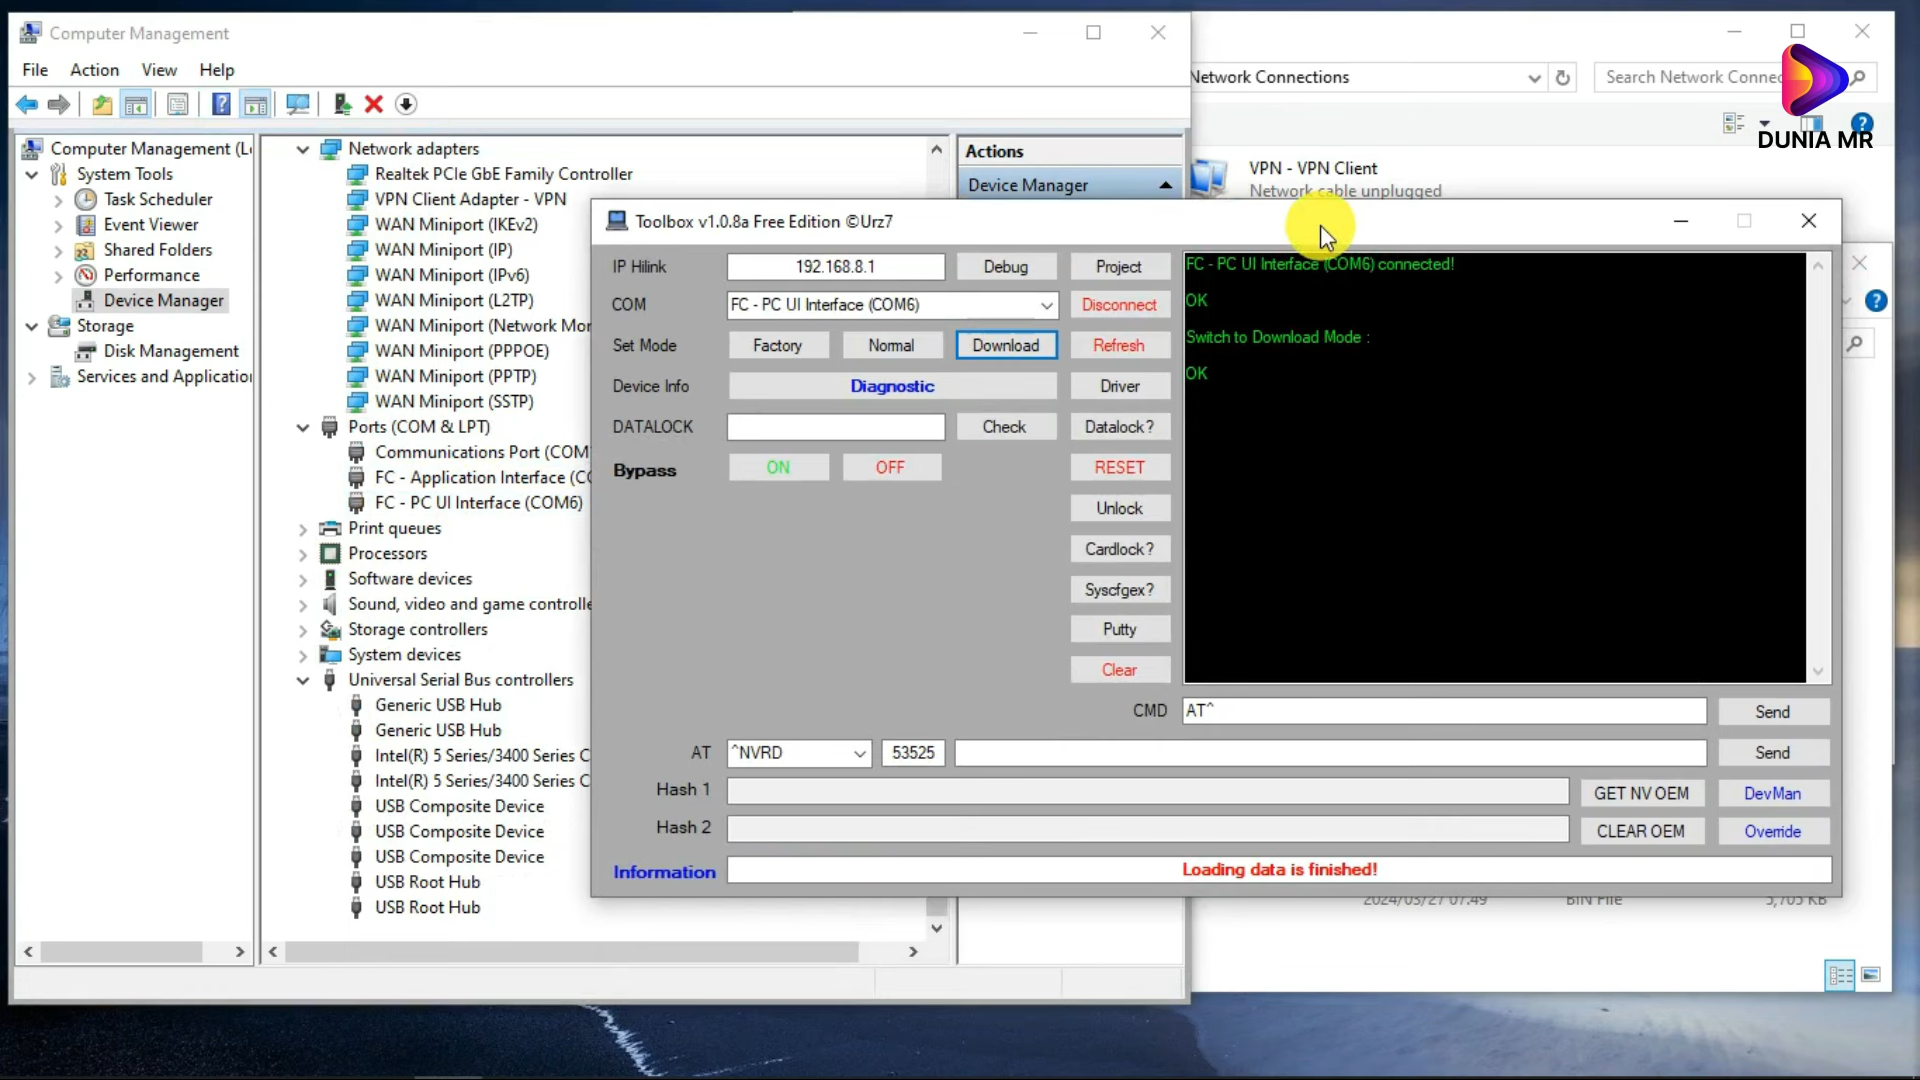 Computer Management
File Action View Help
Computer Management (L
System Tools
Task Scheduler
Event Viewer
Shared Folders
Performance
Device Manager
Storage
Disk Management
Services and Applicatio
Network adapters
Realtek PCIe GbE Family Controller
VPN Client Adapter - VPN
WAN Miniport (IKEv2)
WAN Miniport (IP)
WAN Miniport (IPv6)
WAN Miniport (L2TP)
WAN Miniport (Network Mo
WAN Miniport (PPPOE)
WAN Miniport (PPTP)
WAN Miniport (SSTP)
Ports (COM & LPT)
Communications Port (COM
FC - Application Interface (CO
FC - PC UI Interface (COM6)
Print queues
Processors
Software devices
Sound, video and game controlle
Storage controllers
System devices
Universal Serial Bus controllers
Generic USB Hub
Generic USB Hub
Intel(R) 5 Series/3400 Series C
Intel(R) 5 Series/3400 Series C
USB Composite Device
USB Composite Device
USB Composite Device
USB Root Hub
USB Root Hub
Actions
Device Manager
Network Connections
Search Network Connec
DUNIA MR
VPN - VPN Client
Network cable unplugged
Toolbox v1.0.8a Free Edition ©Urz7
IP Hilink 192.168.8.1 Debug Project
COM FC - PC UI Interface (COM6) Disconnect
Set Mode Factory Normal Download Refresh
Device Info Diagnostic Driver
DATALOCK Check Datalock?
Bypass ON OFF RESET
Unlock
Cardlock?
Syscfgex?
Putty
Clear
FC - PC UI Interface (COM6) connected!
OK
Switch to Download Mode :
OK
CMD AT^ Send
AT ^NVRD 53525 Send
Hash 1 GET NV OEM DevMan
Hash 2 CLEAR OEM Override
Information Loading data is finished!
2024/03/27 07.49 BIN File 5,705 KB